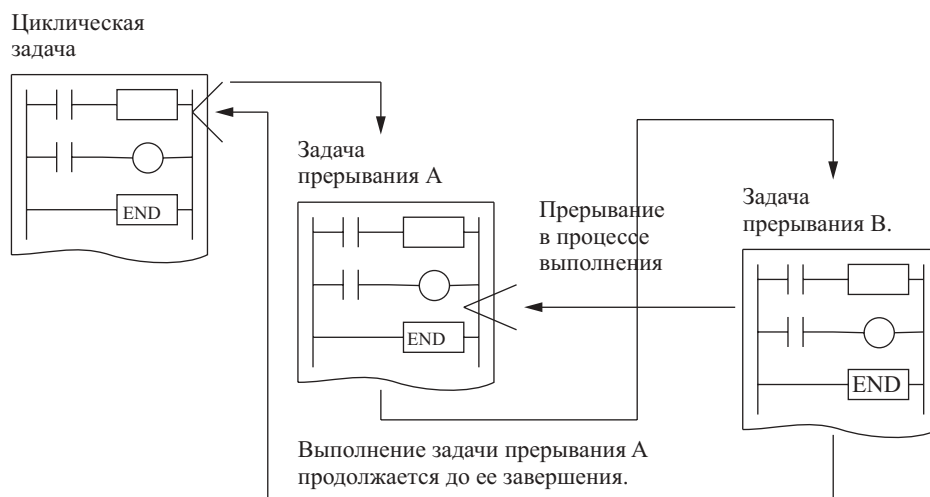 Циклическая
задача
END
Задача
прерывания А
END
Прерывание
в процессе
выполнения
Задача
прерывания В.
END
Выполнение задачи прерывания А
продолжается до ее завершения.